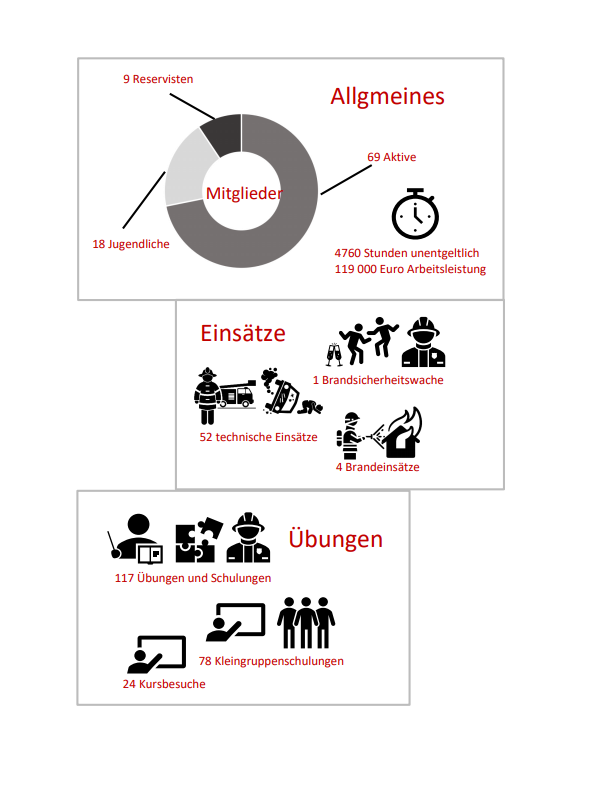 9 Reservisten
Allgmeines
69 Aktive
Mitglieder
18 Jugendliche
4760 Stunden unentgeltlich
119 000 Euro Arbeitsleistung
Einsätze
1 Brandsicherheitswache
52 technische Einsätze
4 Brandeinsätze
Übungen
117 Übungen und Schulungen
78 Kleingruppenschulungen
24 Kursbesuche